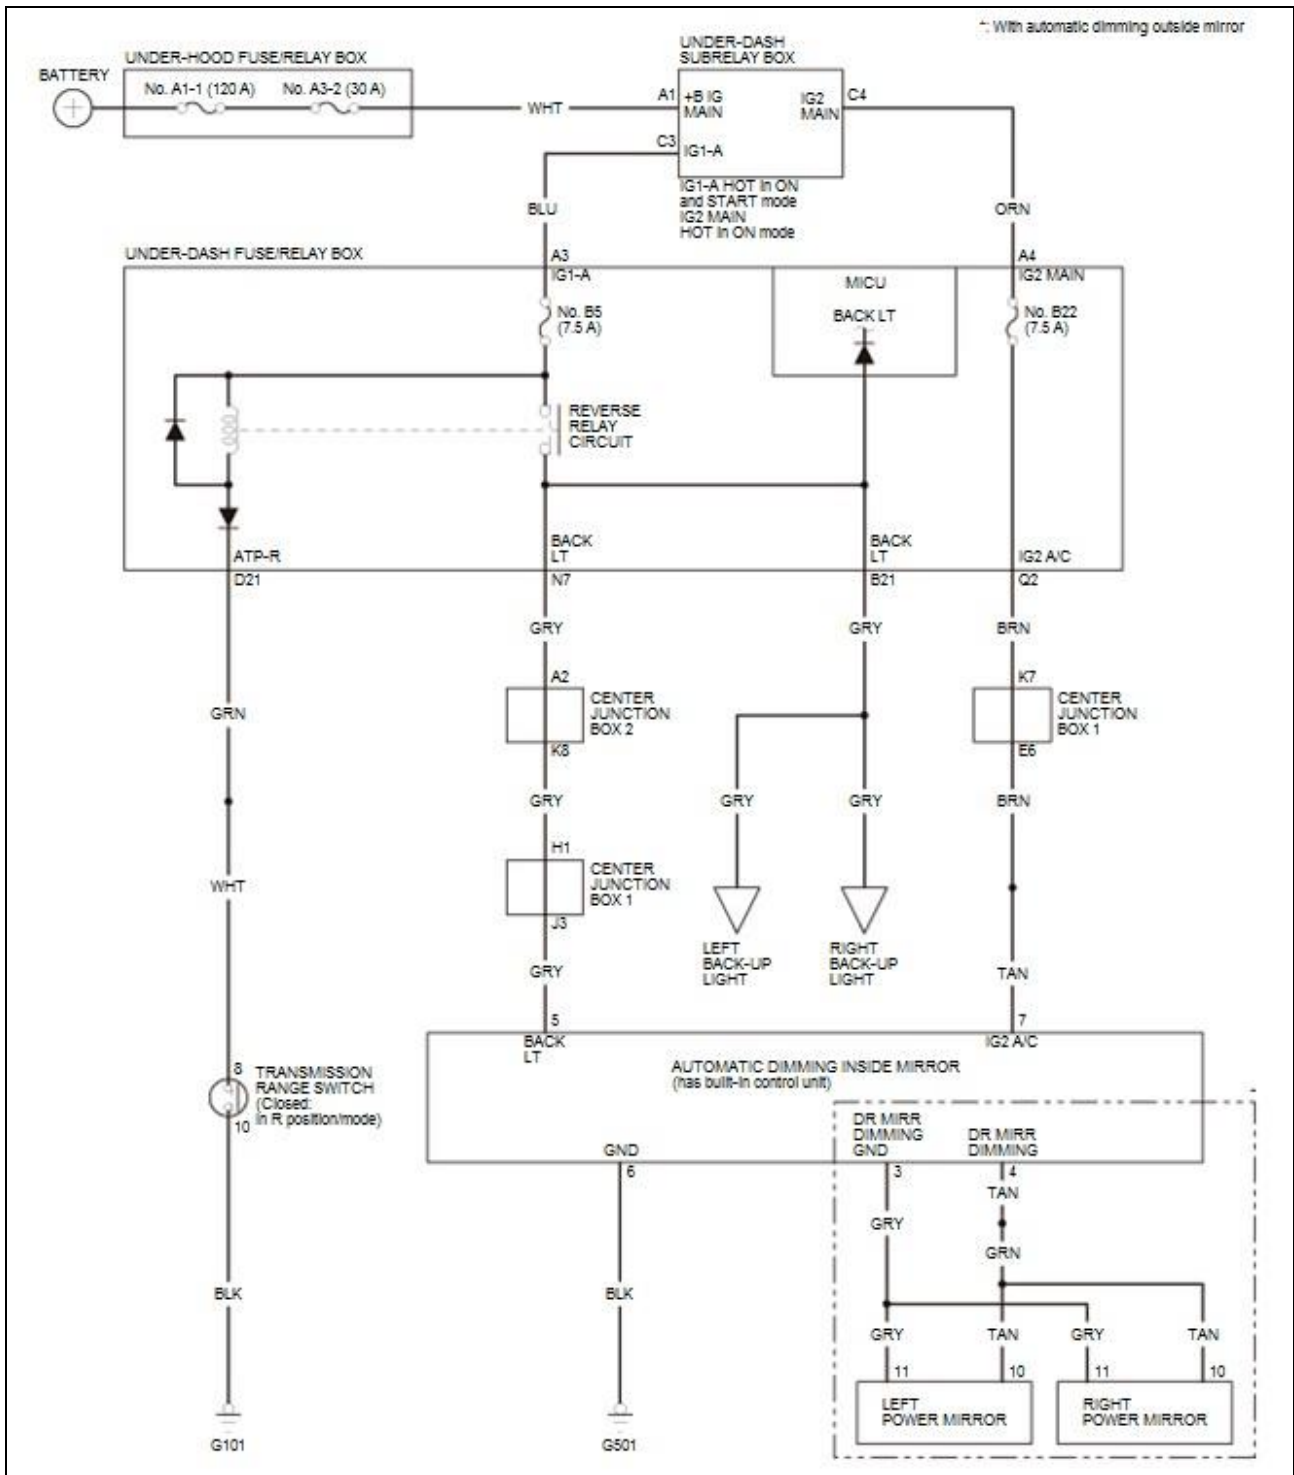 *: With automatic dimming outside mirror
UNDER-DASH
SUBRELAY BOX
UNDER-HOOD FUSE/RELAY BOX
BATTERY
No. A1-1 (120 A)
No. A3-2 (30 A)
WHT
A1
+B IG
MAIN
IG2
MAIN
C4
C3
IG1-A
IG1-A HOT in ON
and START mode
IG2 MAIN
HOT in ON mode
BLU
ORN
UNDER-DASH FUSE/RELAY BOX
A3
IG1-A
A4
IG2 MAIN
MICU
BACK LT
No. B5
(7.5 A)
No. B22
(7.5 A)
REVERSE
RELAY
CIRCUIT
ATP-R
D21
BACK
LT
N7
BACK
LT
B21
IG2 A/C
Q2
GRY
GRY
BRN
A2
CENTER
JUNCTION
BOX 2
K8
K7
CENTER
JUNCTION
BOX 1
E6
GRN
GRY
GRY
GRY
BRN
H1
CENTER
JUNCTION
BOX 1
J3
WHT
LEFT
BACK-UP
LIGHT
RIGHT
BACK-UP
LIGHT
GRY
TAN
5
BACK
LT
7
IG2 A/C
AUTOMATIC DIMMING INSIDE MIRROR
(has built-in control unit)
8
TRANSMISSION
RANGE SWITCH
(Closed:
in R position/mode)
10
*
GND
6
DR MIRR
DIMMING
GND
3
DR MIRR
DIMMING
4
TAN
GRY
GRN
BLK
BLK
GRY
TAN
GRY
TAN
11
10
11
10
LEFT
POWER MIRROR
RIGHT
POWER MIRROR
G101
G501